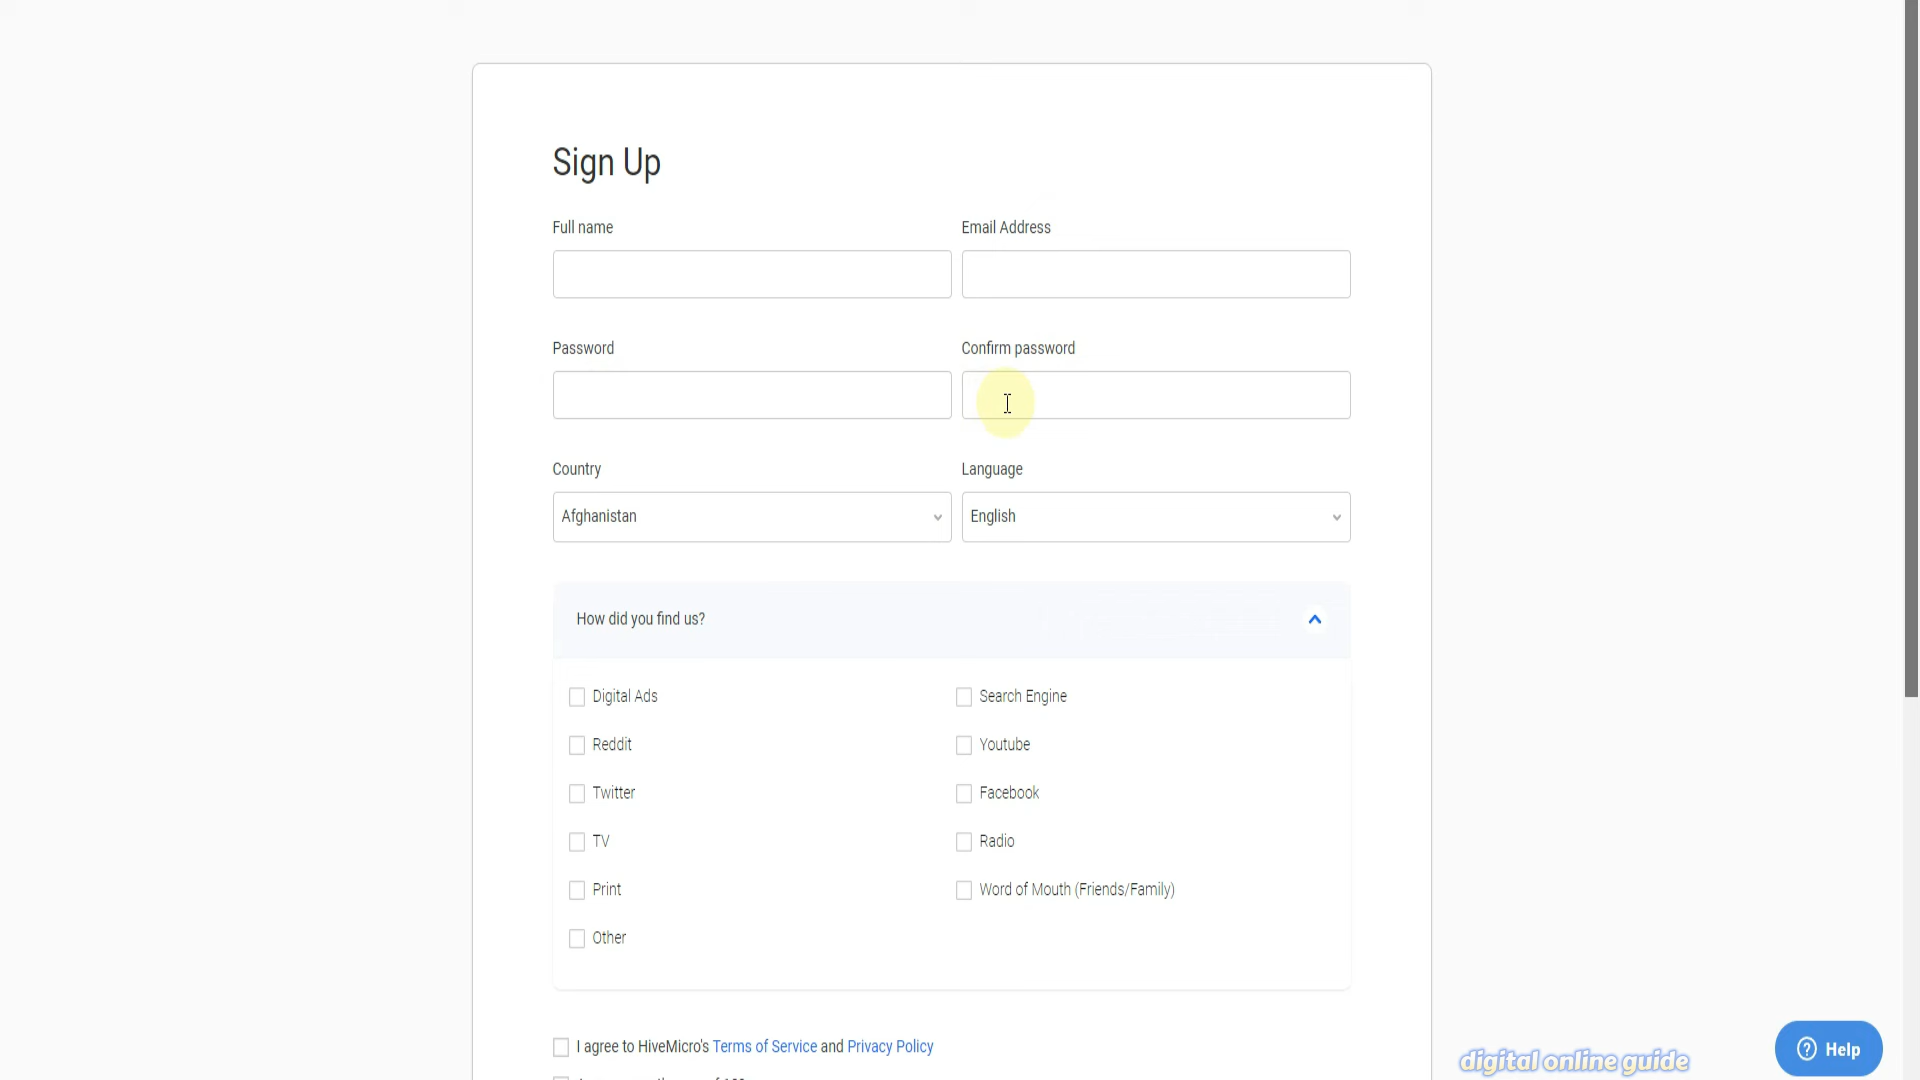 Sign Up
Full name
Email Address
Password
Confirm password
Country
Language
Afghanistan
English
How did you find us?
Digital Ads
Search Engine
Reddit
Youtube
Twitter
Facebook
TV
Radio
Print
Word of Mouth (Friends/Family)
Other
I agree to HiveMicro's Terms of Service and Privacy Policy
digital online guide
Help